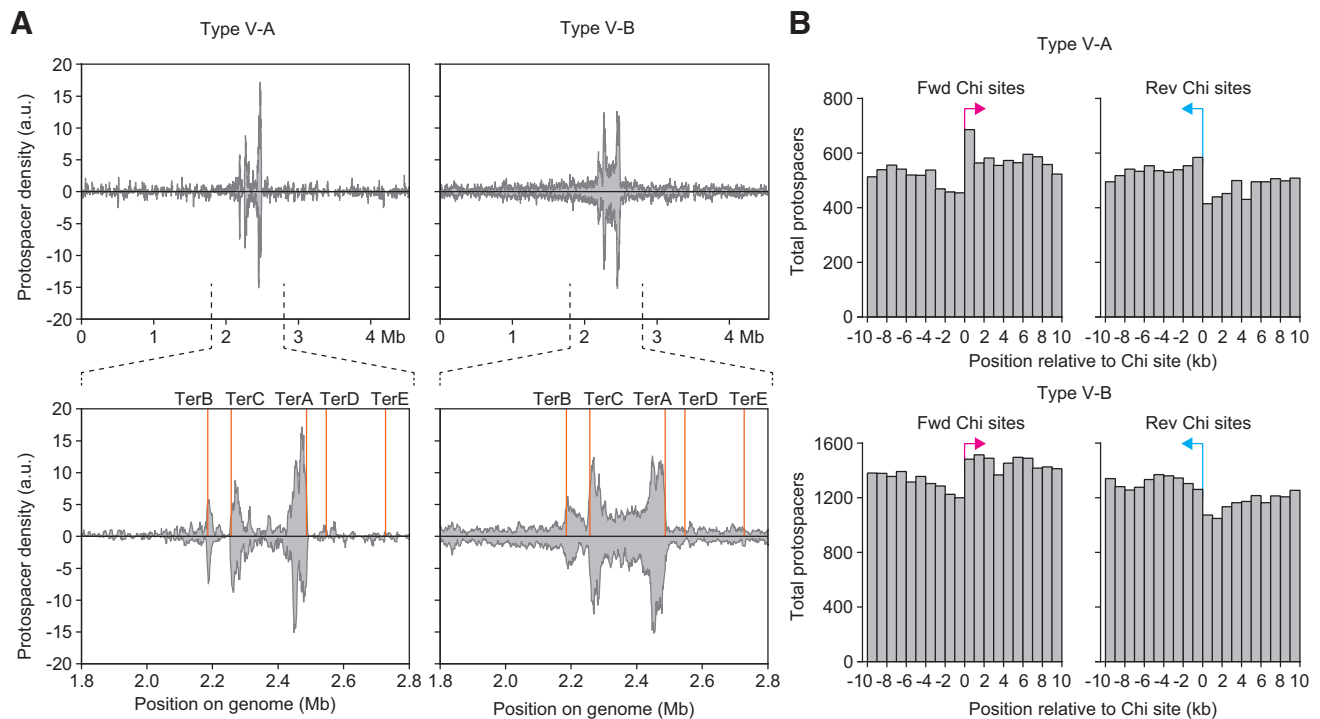 A
Type V-A
Type V-B
Protospacer density (a.u.)
20
15
10
5
0
-5
-10
-15
-20
0 1 2 3 4 Mb
0 1 2 3 4 Mb
TerB TerC TerA TerD TerE
TerB TerC TerA TerD TerE
Protospacer density (a.u.)
20
15
10
5
0
-5
-10
-15
-20
1.8 2.0 2.2 2.4 2.6 2.8
1.8 2.0 2.2 2.4 2.6 2.8
Position on genome (Mb)
Position on genome (Mb)
B
Type V-A
Fwd Chi sites
Rev Chi sites
Total protospacers
800
600
400
200
0
-10 -8 -6 -4 -2 0 2 4 6 8 10
-10 -8 -6 -4 -2 0 2 4 6 8 10
Position relative to Chi site (kb)
Type V-B
Fwd Chi sites
Rev Chi sites
Total protospacers
1600
1200
800
400
0
-10 -8 -6 -4 -2 0 2 4 6 8 10
-10 -8 -6 -4 -2 0 2 4 6 8 10
Position relative to Chi site (kb)